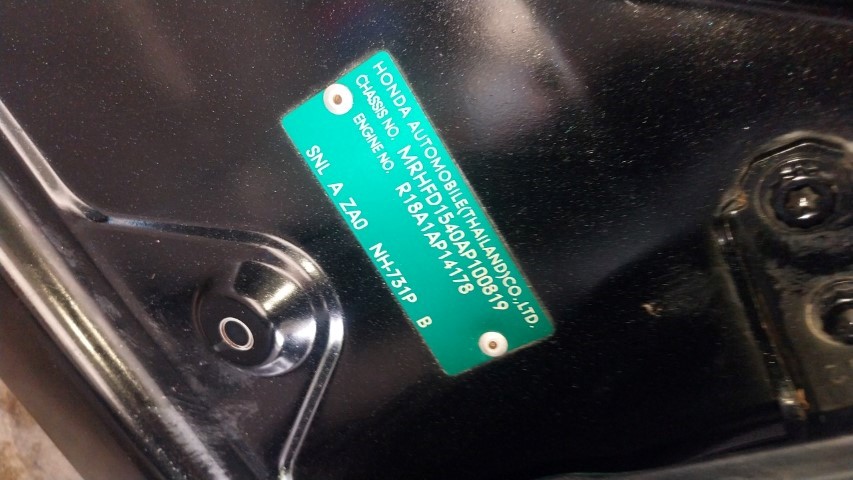 HONDA AUTOMOBILE(THAILAND)CO.,LTD.
CHASSIS NO. MRHFD1540AP100819
ENGINE NO. R18A1AP14178
SNL A ZA0 NH-731P B